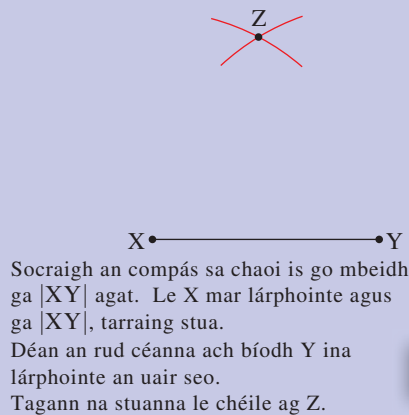 Z
X Y
Socraigh an compás sa chaoi is go mbeidh
ga |XY| agat. Le X mar lárphointe agus
ga |XY|, tarraing stua.
Déan an rud céanna ach bíodh Y ina
lárphointe an uair seo.
Tagann na stuanna le chéile ag Z.